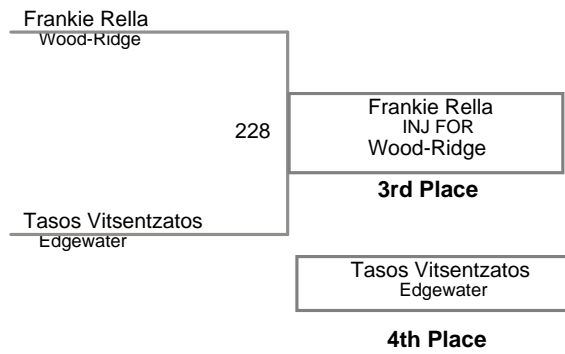 Frankie Rella
Wood-Ridge
228
Frankie Rella
INJ FOR
Wood-Ridge
3rd Place
Tasos Vitsentzatos
Edgewater
Tasos Vitsentzatos
Edgewater
4th Place